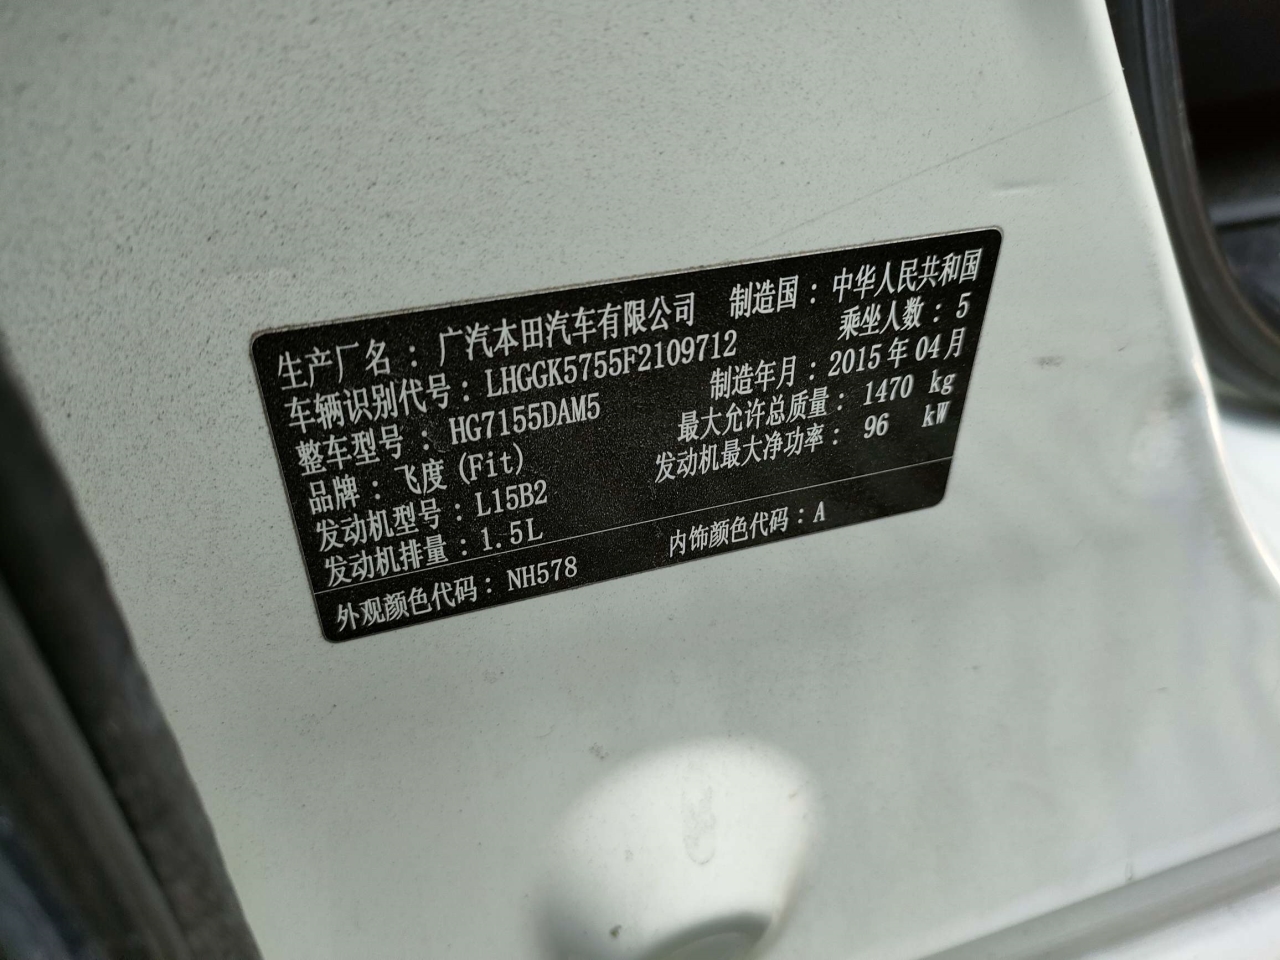 生产厂名：广汽本田汽车有限公司 制造国：中华人民共和国
车辆识别代号：LHGGK5755F2109712 乘坐人数：5
整车型号：HG7155DAM5 制造年月：2015年04月
品牌：飞度(Fit) 最大允许总质量：1470 kg
发动机型号：L15B2 发动机最大净功率：96 kW
发动机排量：1.5L
外观颜色代码：NH578 内饰颜色代码：A